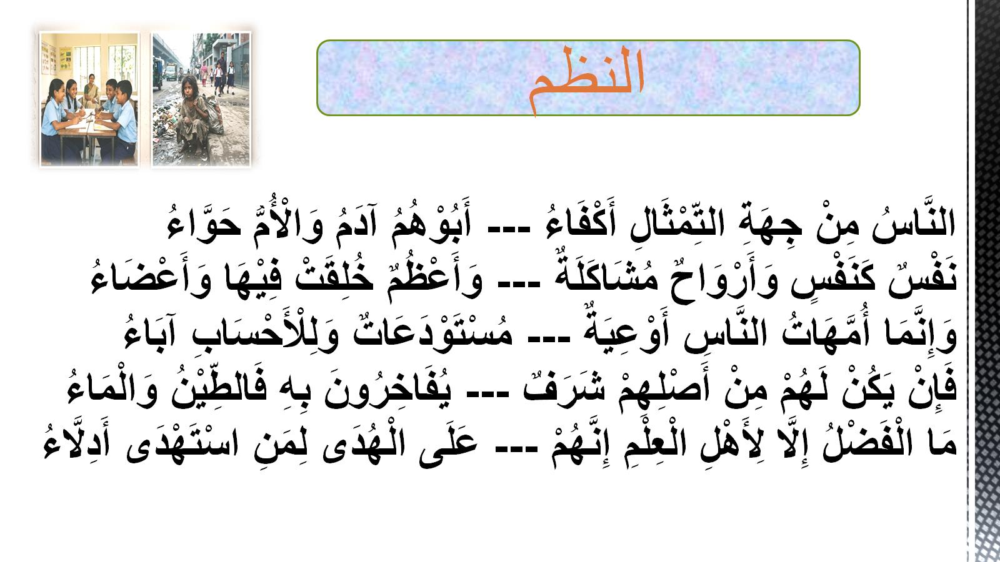 النظم
النَّاسُ مِنْ جِهَةِ التِّمْثَالِ أَكْفَاءُ --- أَبُوْهُمُ آدَمُ وَالْأُمُّ حَوَّاءُ
نَفْسٌ كَنَفْسٍ وَأَرْوَاحٌ مُشَاكَلَةٌ --- وَأَعْظُمٌ خُلِقَتْ فِيْهَا وَأَعْضَاءُ
وَإِنَّمَا أُمَّهَاتُ النَّاسِ أَوْعِيَةٌ --- مُسْتَوْدَعَاتٌ وَلِلْأَحْسَابِ آبَاءُ
فَإِنْ يَكُنْ لَهُمْ مِنْ أَصْلِهِمْ شَرَفٌ --- يُفَاخِرُونَ بِهِ فَالطِّيْنُ وَالْمَاءُ
مَا الْفَضْلُ إِلَّا لِأَهْلِ الْعِلْمِ إِنَّهُمْ --- عَلَى الْهُدَى لِمَنِ اسْتَهْدَى أَدِلَّاءُ